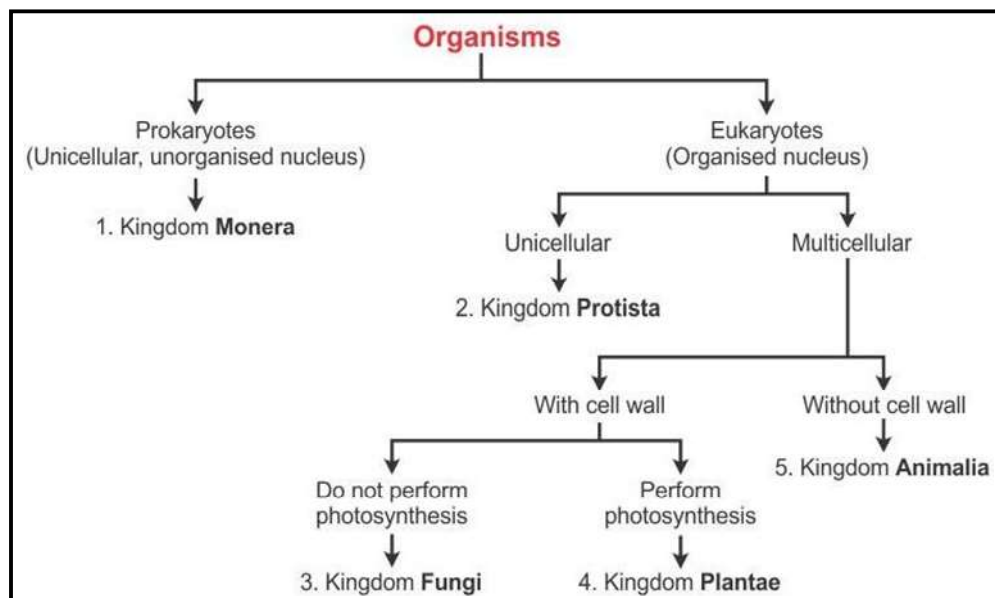 Organisms
Prokaryotes
(Unicellular, unorganised nucleus)
1. Kingdom Monera
Eukaryotes
(Organised nucleus)
Unicellular
2. Kingdom Protista
Multicellular
With cell wall
Do not perform
photosynthesis
3. Kingdom Fungi
Perform
photosynthesis
4. Kingdom Plantae
Without cell wall
5. Kingdom Animalia